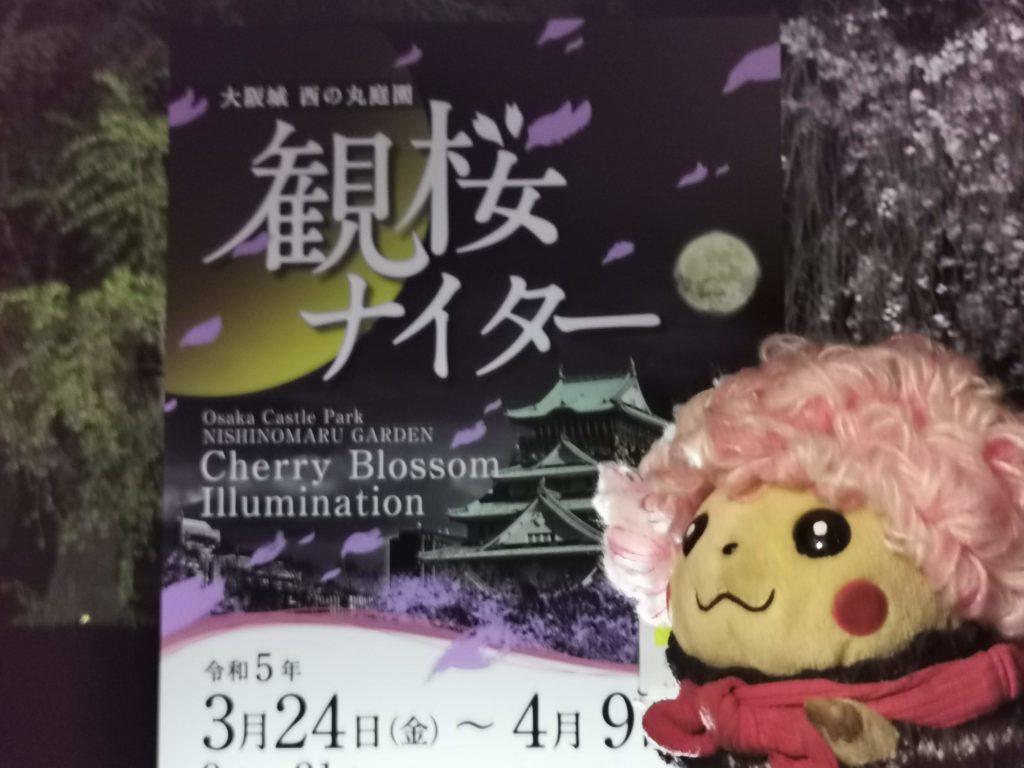 大阪城 西の丸庭園
観桜
ナイター
Osaka Castle Park
NISHINOMARU GARDEN
Cherry Blossom
Illumination
令和5年
3月24日(金) ～ 4月 9